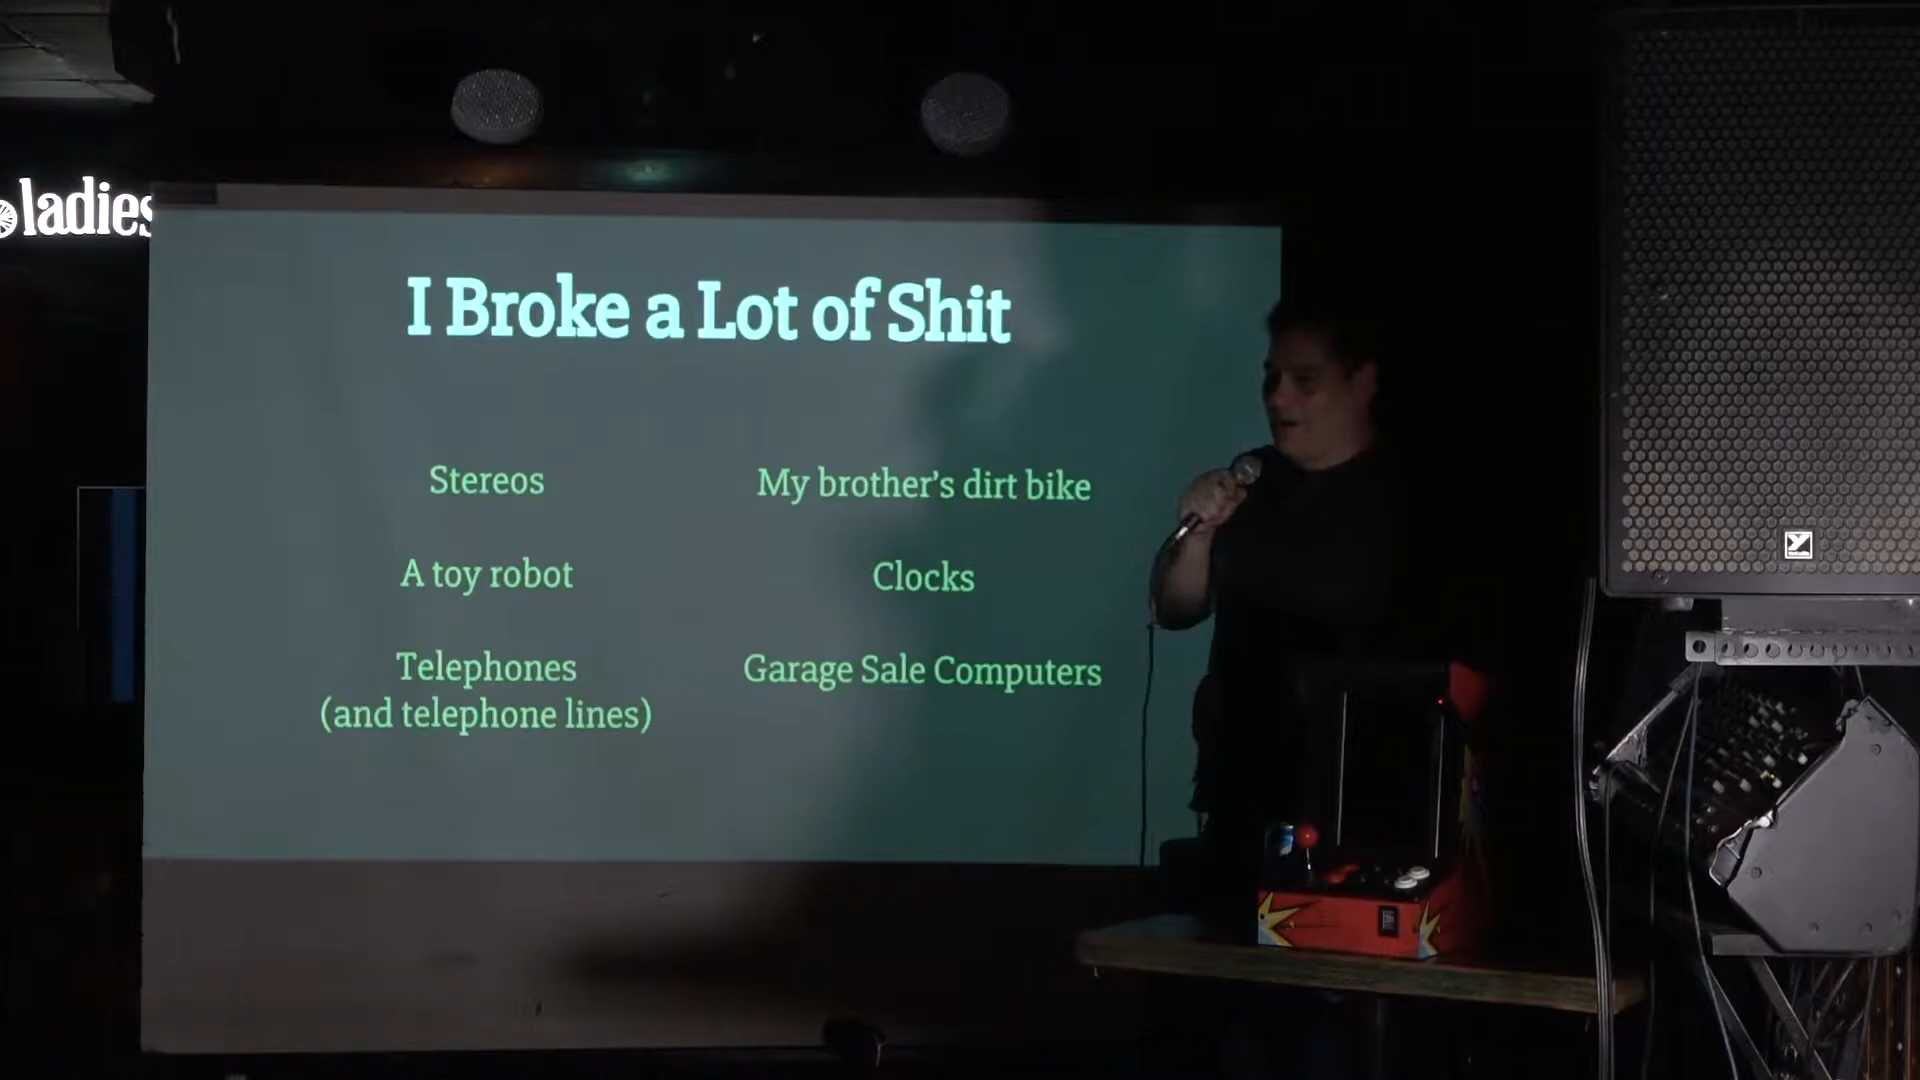 ladies
I Broke a Lot of Shit
Stereos
My brother's dirt bike
A toy robot
Clocks
Telephones
(and telephone lines)
Garage Sale Computers